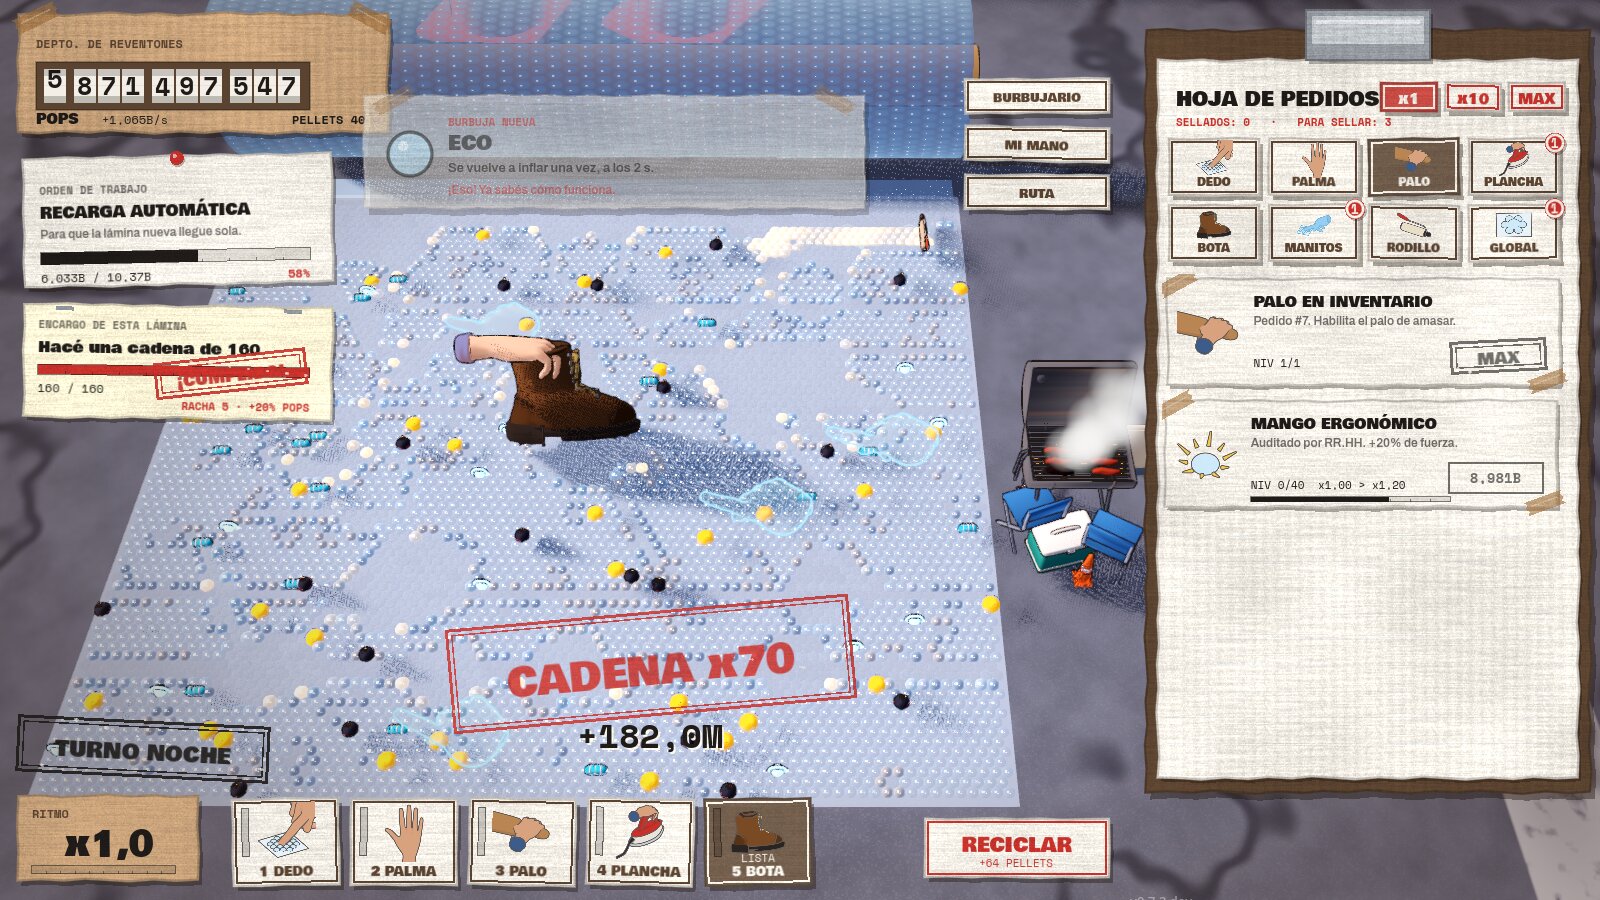 DEPTO. DE REVENTONES
5 871 497 547
POPS +1,065B/s PELLETS 40
ORDEN DE TRABAJO
RECARGA AUTOMÁTICA
Para que la lámina nueva llegue sola.
6,033B / 10,37B 58%
ENCARGO DE ESTA LÁMINA
Hacé una cadena de 160
160 / 160
RACHA 5 · +20% POPS
BURBUJA NUEVA
ECO
Se vuelve a inflar una vez, a los 2 s.
¡Eso! Ya sabés cómo funciona.
BURBUJARIO
MI MANO
RUTA
HOJA DE PEDIDOS
x1 x10 MAX
SELLADOS: 0 · PARA SELLAR: 3
DEDO
PALMA
PALO
PLANCHA
1
BOTA
MANITOS
1
RODILLO
GLOBAL
1
PALO EN INVENTARIO
Pedido #7. Habilita el palo de amasar.
NIV 1/1
MAX
MANGO ERGONÓMICO
Auditado por RR.HH. +20% de fuerza.
NIV 0/40 x1,00 > x1,20
8,981B
CADENA x70
+182,0M
TURNO NOCHE
RITMO
x1,0
1 DEDO
2 PALMA
3 PALO
4 PLANCHA
LISTA
5 BOTA
RECICLAR
+64 PELLETS